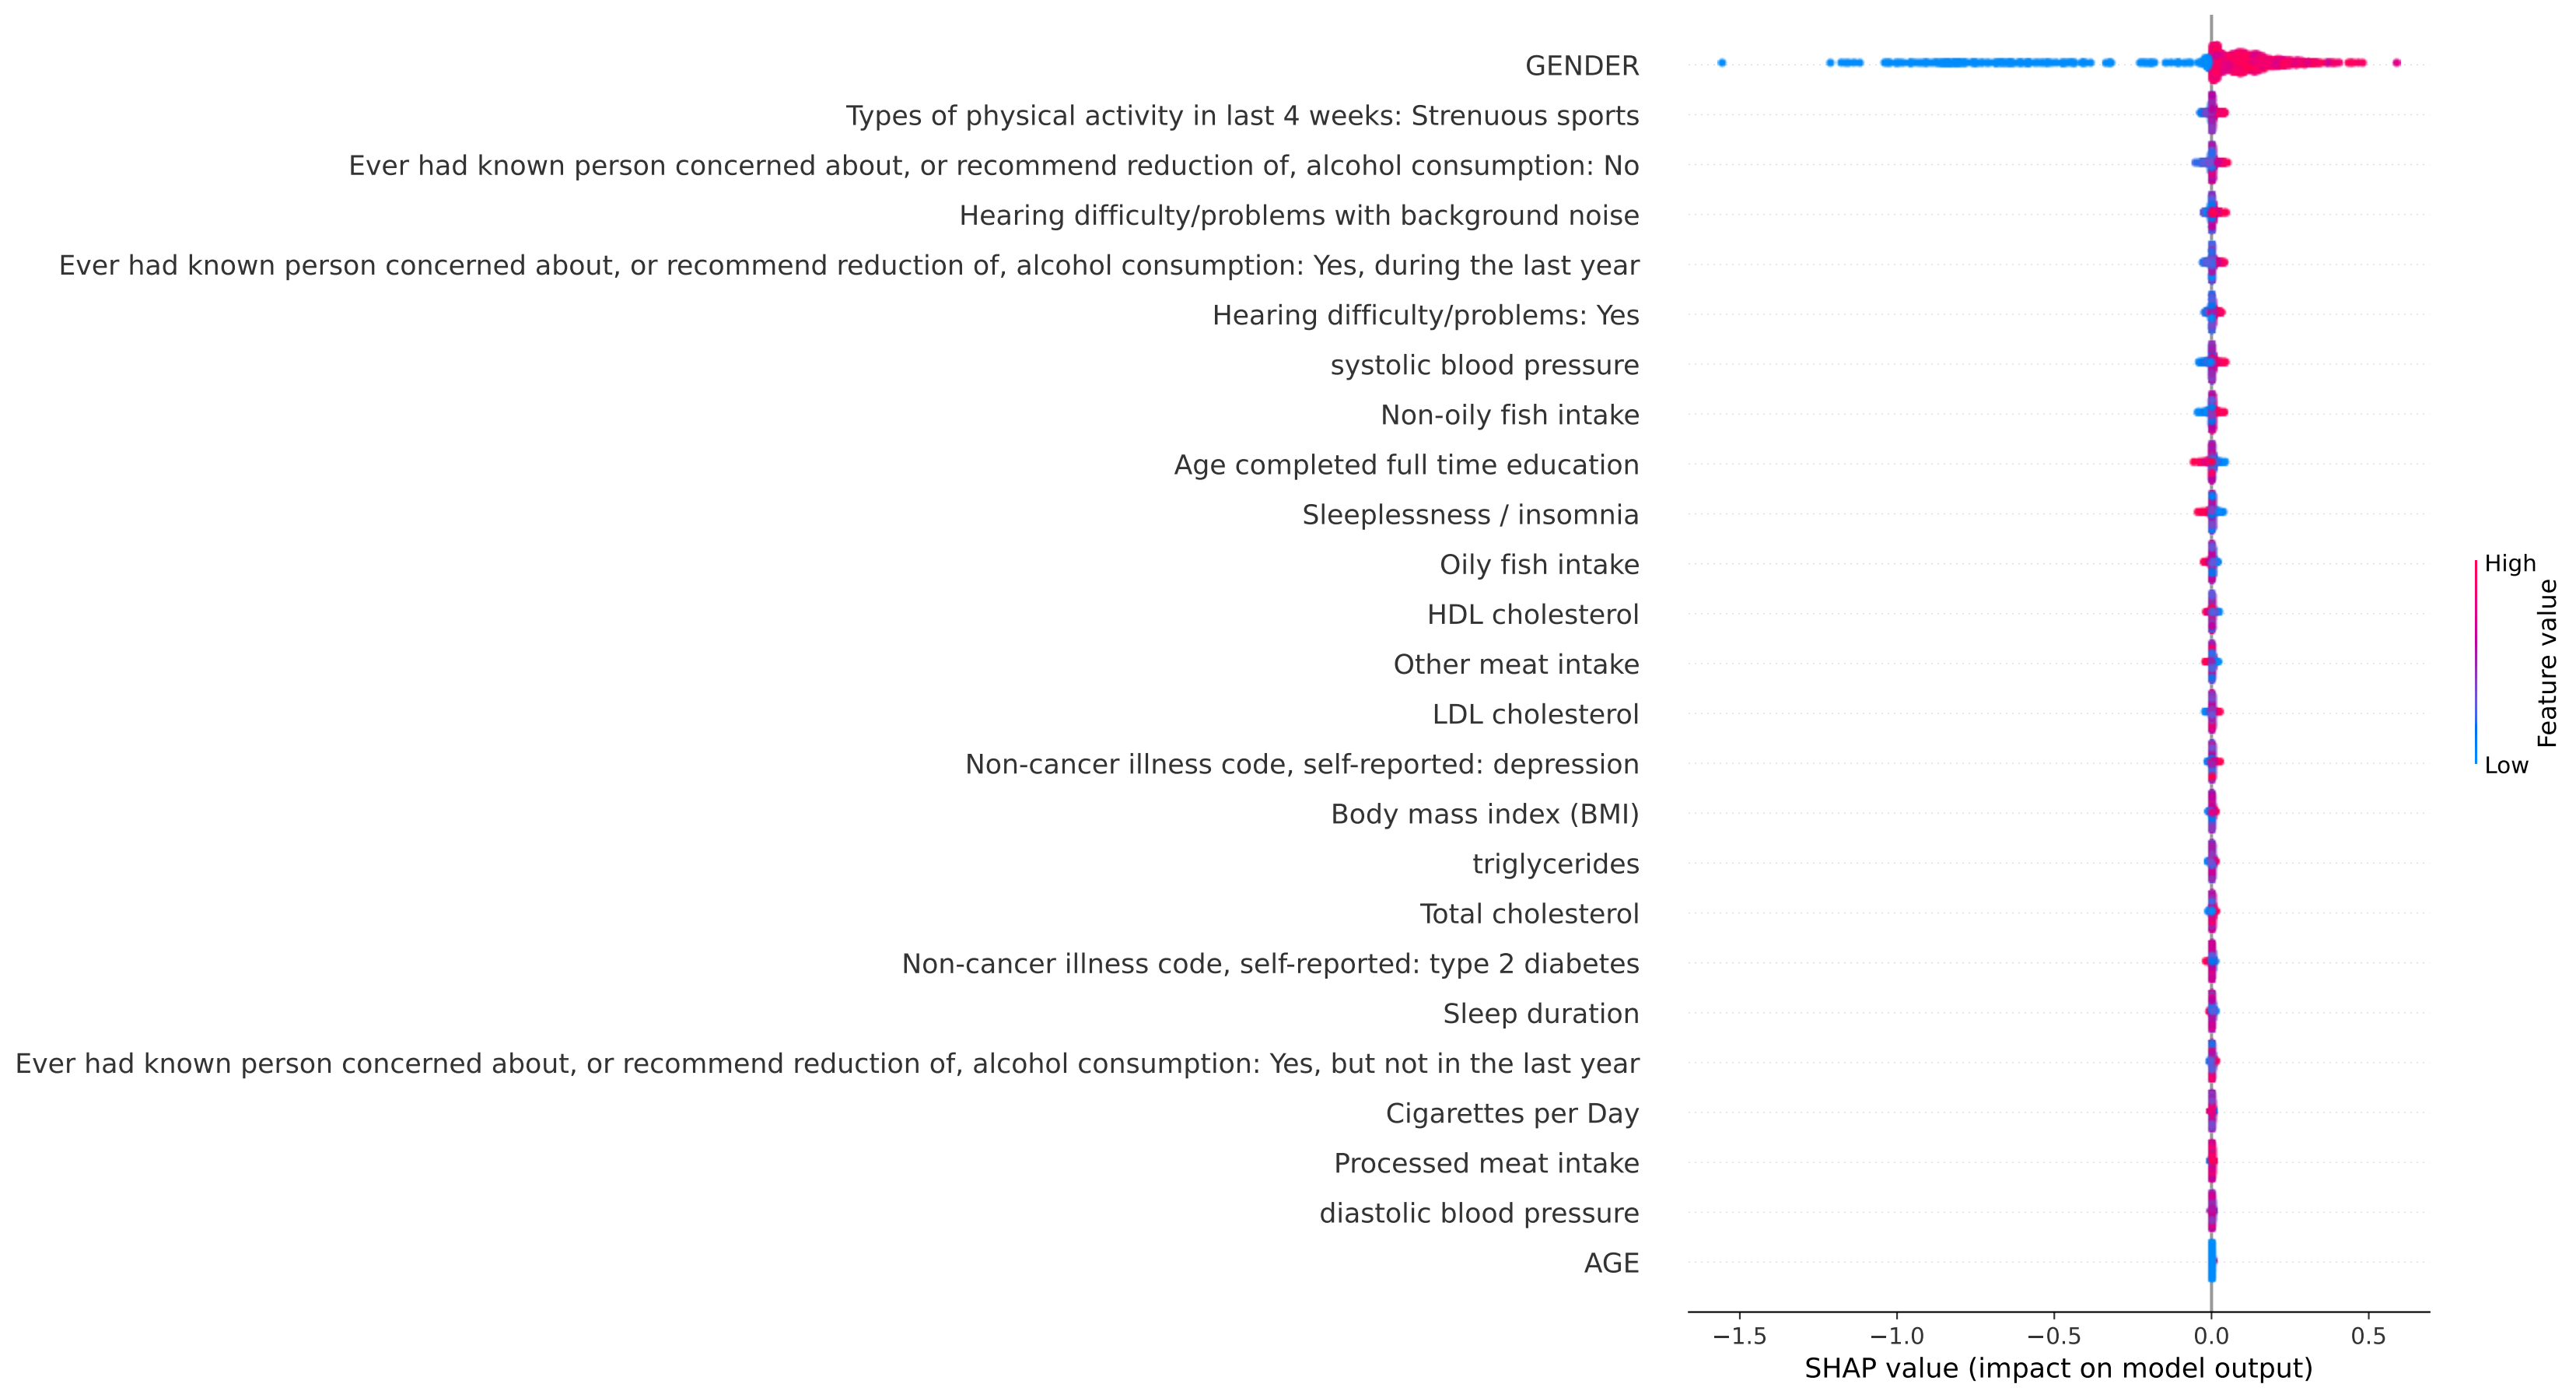 GENDER
Types of physical activity in last 4 weeks: Strenuous sports
Ever had known person concerned about, or recommend reduction of, alcohol consumption: No
Hearing difficulty/problems with background noise
Ever had known person concerned about, or recommend reduction of, alcohol consumption: Yes, during the last year
Hearing difficulty/problems: Yes
systolic blood pressure
Non-oily fish intake
Age completed full time education
Sleeplessness / insomnia
Oily fish intake
HDL cholesterol
Other meat intake
LDL cholesterol
Non-cancer illness code, self-reported: depression
Body mass index (BMI)
triglycerides
Total cholesterol
Non-cancer illness code, self-reported: type 2 diabetes
Sleep duration
Ever had known person concerned about, or recommend reduction of, alcohol consumption: Yes, but not in the last year
Cigarettes per Day
Processed meat intake
diastolic blood pressure
AGE
−1.5 −1.0 −0.5 0.0 0.5
SHAP value (impact on model output)
High
Feature value
Low